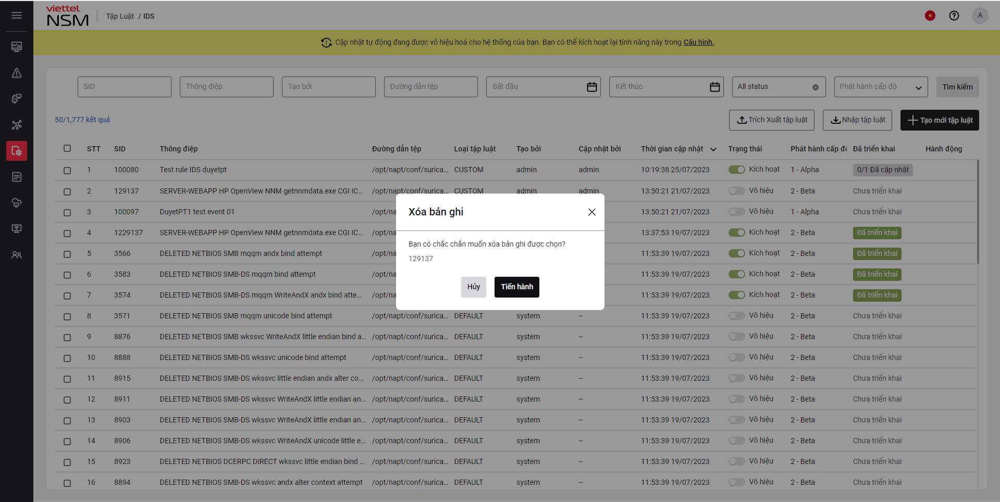 viettel
NSM
Tập Luật / IDS
A
Cập nhật tự động đang được vô hiệu hoá cho hệ thống của bạn. Bạn có thể kích hoạt lại tính năng này trong Cấu hình.
SID Thông điệp Tạo bởi Đường dẫn tệp Bắt đầu Kết thúc All status Phát hành cấp độ Tìm kiếm
50/1,777 kết quả Trích Xuất tập luật Nhập tập luật Tạo mới tập luật
STT SID Thông điệp Đường dẫn tệp Loại tập luật Tạo bởi Cập nhật bởi Thời gian cập nhật Trạng thái Phát hành cấp Đã triển khai Hành động
1 100080 Test rule IDS duyetpt /opt/napt/conf/surica... CUSTOM admin admin 10:19:38 25/07/2023 Kích hoạt 1 - Alpha 0/1 Đã cập nhật
2 129137 SERVER-WEBAPP HP OpenView NNM getnnmdata.exe CGI IC... /opt/napt/conf/surica... CUSTOM admin admin 13:50:21 21/07/2023 Vô hiệu 2 - Beta Chưa triển khai
3 100097 DuyetPT1 test event 01 /opt/na 13:50:21 21/07/2023 Vô hiệu 1 - Alpha Chưa triển khai
4 1229137 SERVER-WEBAPP HP OpenView NNM getnnmdata.exe CGI IC... /opt/na 13:37:53 19/07/2023 Kích hoạt 2 - Beta Đã triển khai
5 3566 DELETED NETBIOS SMB mqqm andx bind attempt /opt/na 11:53:39 19/07/2023 Kích hoạt 2 - Beta Đã triển khai
6 3583 DELETED NETBIOS SMB-DS mqqm bind attempt /opt/na 11:53:39 19/07/2023 Kích hoạt 2 - Beta Đã triển khai
7 3574 DELETED NETBIOS SMB-DS mqqm WriteAndX andx bind atte... /opt/na 11:53:39 19/07/2023 Kích hoạt 2 - Beta Đã triển khai
8 3571 DELETED NETBIOS SMB mqqm unicode bind attempt /opt/napt/conf/surica... DEFAULT system -- 11:53:39 19/07/2023 Vô hiệu 2 - Beta Chưa triển khai
9 8876 DELETED NETBIOS SMB wkssvc WriteAndX little endian bind a... /opt/napt/conf/surica... DEFAULT system -- 11:53:39 19/07/2023 Vô hiệu 2 - Beta Chưa triển khai
10 8888 DELETED NETBIOS SMB-DS wkssvc unicode bind attempt /opt/napt/conf/surica... DEFAULT system -- 11:53:39 19/07/2023 Vô hiệu 2 - Beta Chưa triển khai
11 8915 DELETED NETBIOS SMB-DS wkssvc little endian andx alter co... /opt/napt/conf/surica... DEFAULT system -- 11:53:39 19/07/2023 Vô hiệu 2 - Beta Chưa triển khai
12 8911 DELETED NETBIOS SMB-DS wkssvc WriteAndX little endian an... /opt/napt/conf/surica... DEFAULT system -- 11:53:39 19/07/2023 Vô hiệu 2 - Beta Chưa triển khai
13 8903 DELETED NETBIOS SMB-DS wkssvc WriteAndX little endian an... /opt/napt/conf/surica... DEFAULT system -- 11:53:39 19/07/2023 Vô hiệu 2 - Beta Chưa triển khai
14 8906 DELETED NETBIOS SMB-DS wkssvc WriteAndX unicode little e... /opt/napt/conf/surica... DEFAULT system -- 11:53:39 19/07/2023 Vô hiệu 2 - Beta Chưa triển khai
15 8923 DELETED NETBIOS DCERPC DIRECT wkssvc little endian bind ... /opt/napt/conf/surica... DEFAULT system -- 11:53:39 19/07/2023 Vô hiệu 2 - Beta Chưa triển khai
16 8894 DELETED NETBIOS SMB-DS wkssvc andx alter context attempt /opt/napt/conf/surica... DEFAULT system -- 11:53:39 19/07/2023 Vô hiệu 2 - Beta Chưa triển khai
Xóa bản ghi
Bạn có chắc chắn muốn xóa bản ghi được chọn?
129137
Hủy Tiến hành